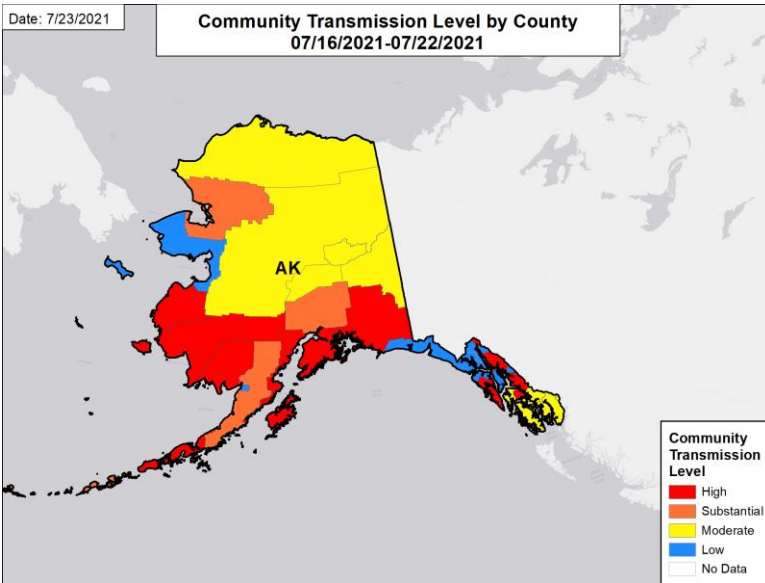 Date: 7/23/2021
Community Transmission Level by County
07/16/2021-07/22/2021
AK
Community
Transmission
Level
High
Substantial
Moderate
Low
No Data